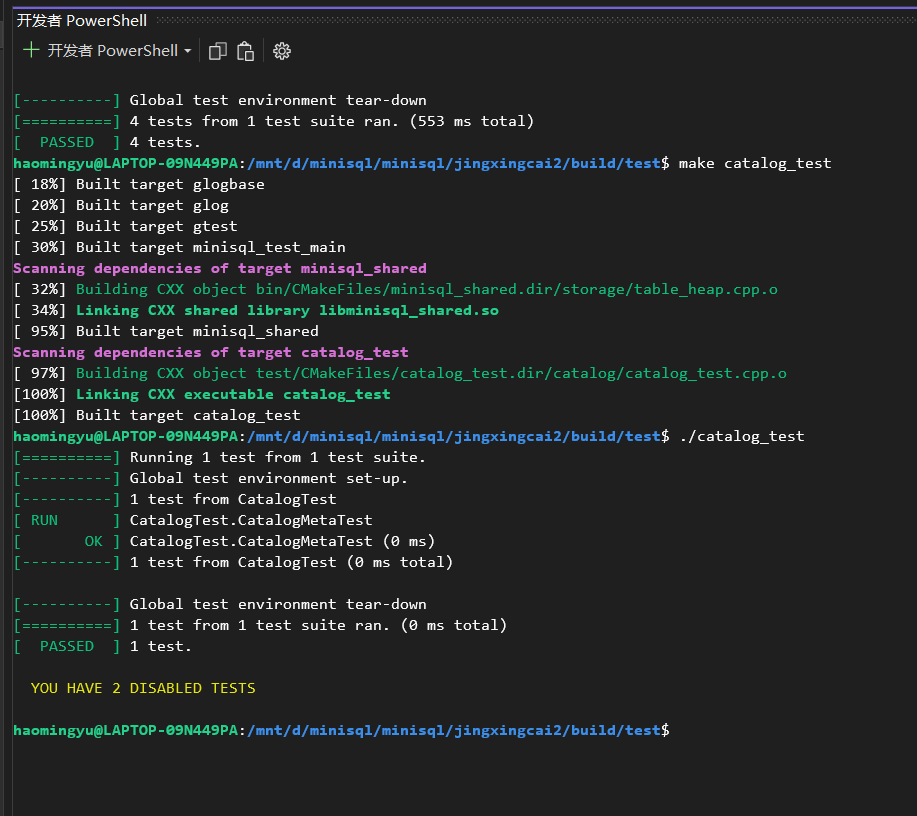 开发者 PowerShell
开发者 PowerShell
[----------] Global test environment tear-down
[==========] 4 tests from 1 test suite ran. (553 ms total)
[  PASSED  ] 4 tests.
haomingyu@LAPTOP-09N449PA:/mnt/d/minisql/minisql/jingxingcai2/build/test$ make catalog_test
[ 18%] Built target glogbase
[ 20%] Built target glog
[ 25%] Built target gtest
[ 30%] Built target minisql_test_main
Scanning dependencies of target minisql_shared
[ 32%] Building CXX object bin/CMakeFiles/minisql_shared.dir/storage/table_heap.cpp.o
[ 34%] Linking CXX shared library libminisql_shared.so
[ 95%] Built target minisql_shared
Scanning dependencies of target catalog_test
[ 97%] Building CXX object test/CMakeFiles/catalog_test.dir/catalog/catalog_test.cpp.o
[100%] Linking CXX executable catalog_test
[100%] Built target catalog_test
haomingyu@LAPTOP-09N449PA:/mnt/d/minisql/minisql/jingxingcai2/build/test$ ./catalog_test
[==========] Running 1 test from 1 test suite.
[----------] Global test environment set-up.
[----------] 1 test from CatalogTest
[ RUN      ] CatalogTest.CatalogMetaTest
[       OK ] CatalogTest.CatalogMetaTest (0 ms)
[----------] 1 test from CatalogTest (0 ms total)
[----------] Global test environment tear-down
[==========] 1 test from 1 test suite ran. (0 ms total)
[  PASSED  ] 1 test.
YOU HAVE 2 DISABLED TESTS
haomingyu@LAPTOP-09N449PA:/mnt/d/minisql/minisql/jingxingcai2/build/test$